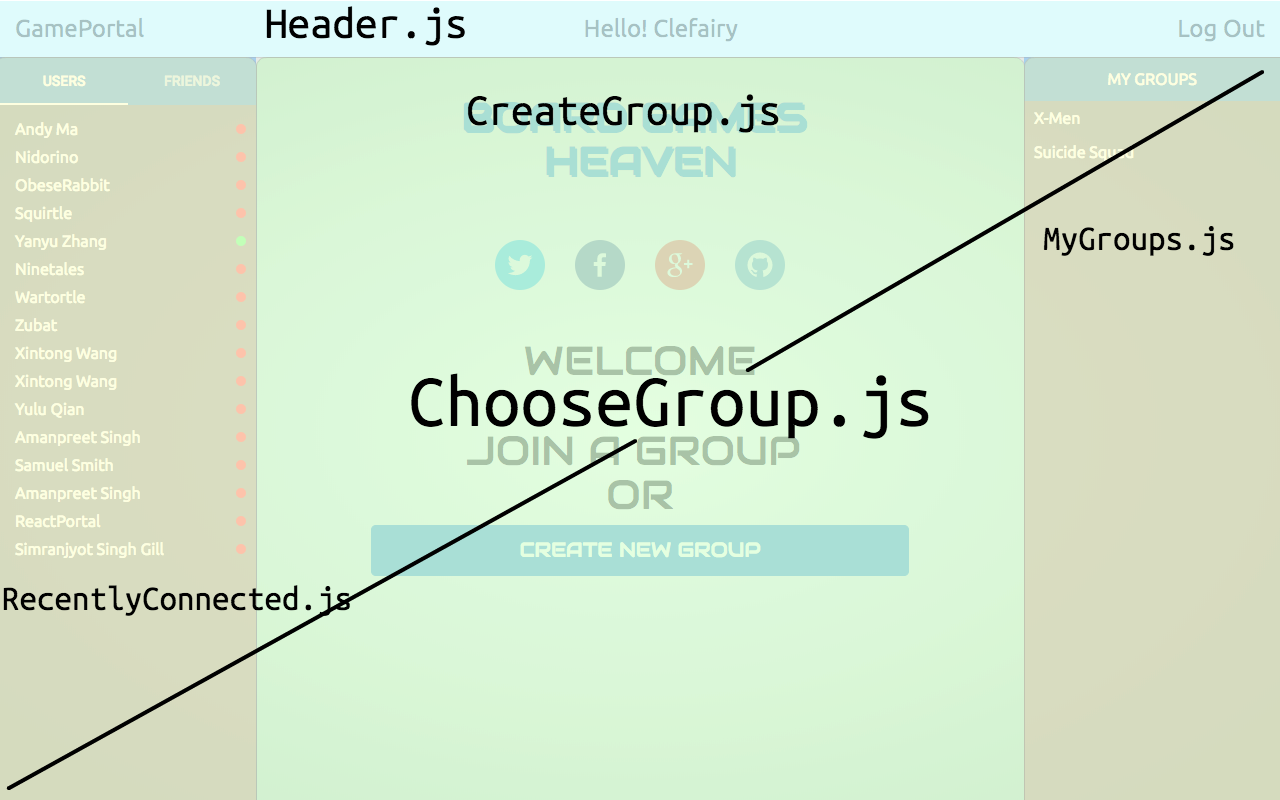 GamePortal
Header.js
Hello! Clefairy
Log Out
USERS
FRIENDS
Andy Ma
Nidorino
ObeseRabbit
Squirtle
Yanyu Zhang
Ninetales
Wartortle
Zubat
Xintong Wang
Xintong Wang
Yulu Qian
Amanpreet Singh
Samuel Smith
Amanpreet Singh
ReactPortal
Simranjyot Singh Gill
RecentlyConnected.js
CreateGroup.js
BOARD GAMES
HEAVEN
f
g+
WELCOME
ChooseGroup.js
JOIN A GROUP
OR
CREATE NEW GROUP
MY GROUPS
X-Men
Suicide Squad
MyGroups.js